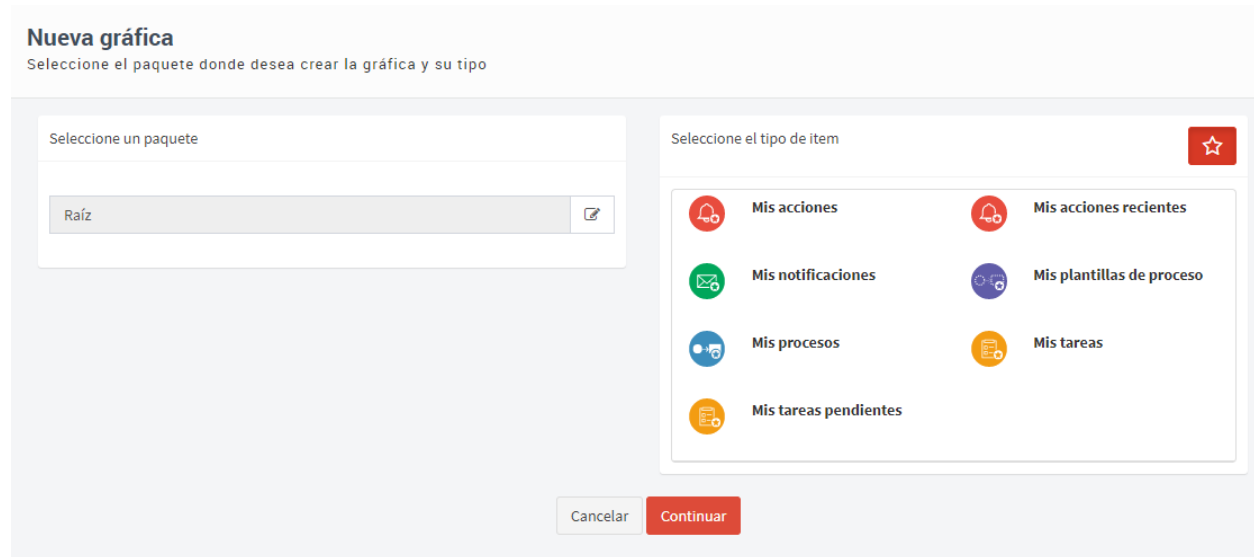 Nueva gráfica
Seleccione el paquete donde desea crear la gráfica y su tipo
Seleccione un paquete
Raíz
Seleccione el tipo de item
Mis acciones
Mis acciones recientes
Mis notificaciones
Mis plantillas de proceso
Mis procesos
Mis tareas
Mis tareas pendientes
Cancelar
Continuar